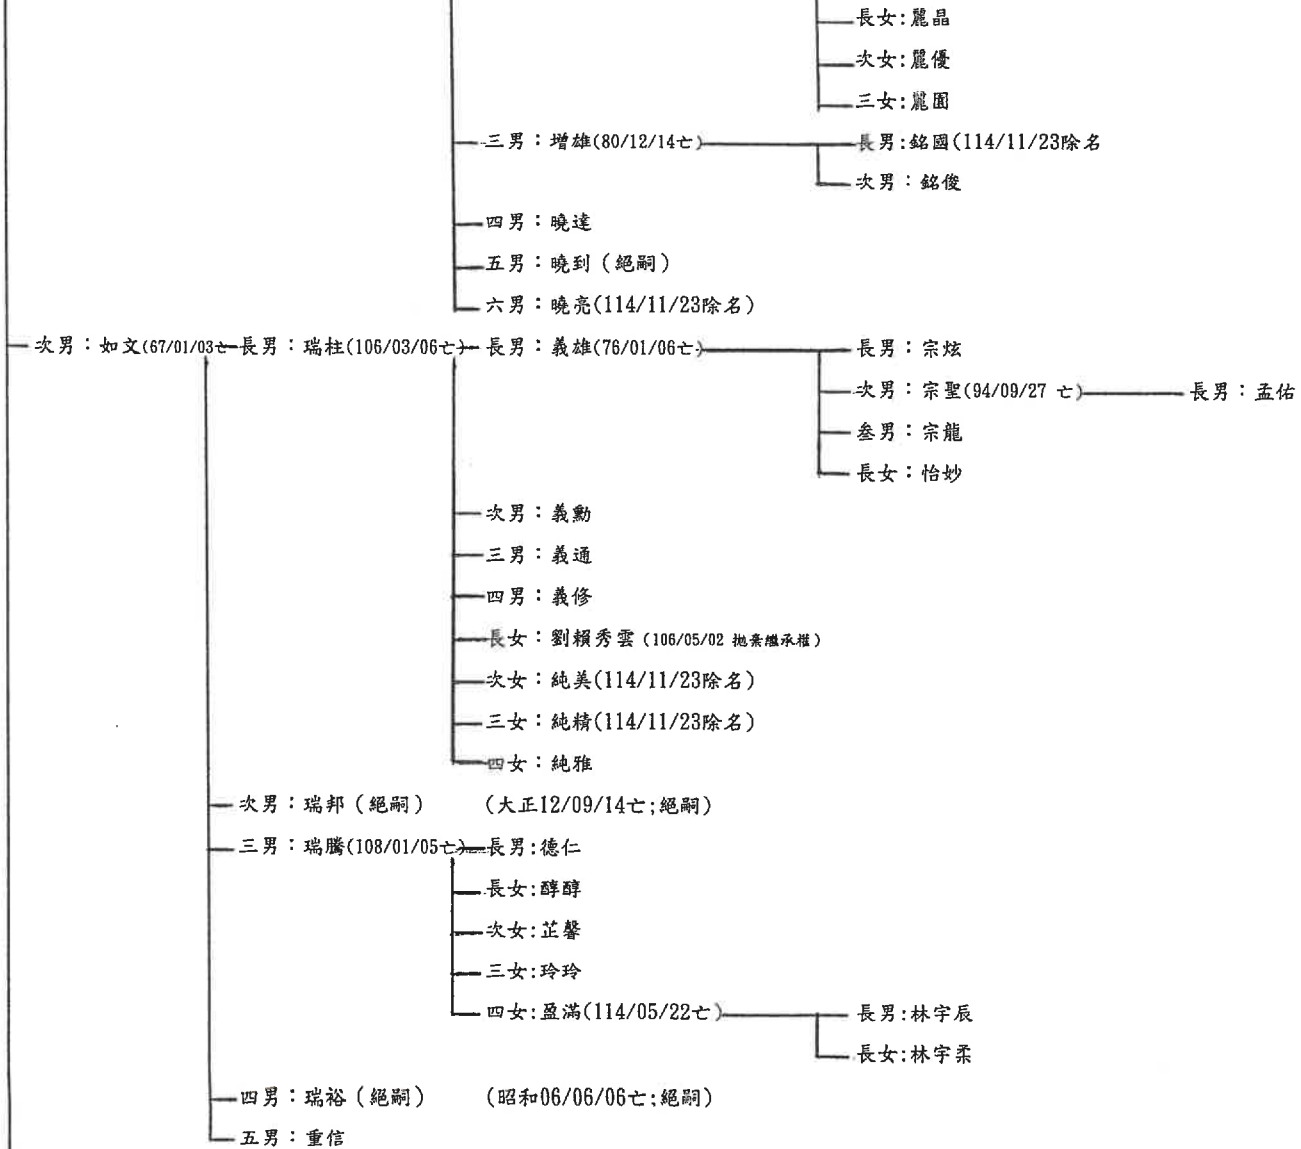 長女:麗晶
次女:麗優
三女:麗園
三男：增雄(80/12/14亡) 長男:銘國(114/11/23除名
次男：銘俊
四男：曉達
五男：曉到（絕嗣）
六男：曉亮(114/11/23除名)
次男：如文(67/01/03亡 長男：瑞柱(106/03/06亡) 長男：義雄(76/01/06亡) 長男：宗炫
次男：宗聖(94/09/27 亡) 長男：孟佑
叁男：宗龍
長女：怡妙
次男：義勳
三男：義通
四男：義修
長女：劉賴秀雲(106/05/02 拋棄繼承權)
次女：純美(114/11/23除名)
三女：純精(114/11/23除名)
四女：純雅
次男：瑞邦（絕嗣） (大正12/09/14亡;絕嗣)
三男：瑞騰(108/01/05亡) 長男:德仁
長女:醇醇
次女:芷馨
三女:玲玲
四女:盈滿(114/05/22亡) 長男:林宇辰
長女:林宇柔
四男：瑞裕（絕嗣） (昭和06/06/06亡;絕嗣)
五男：重信